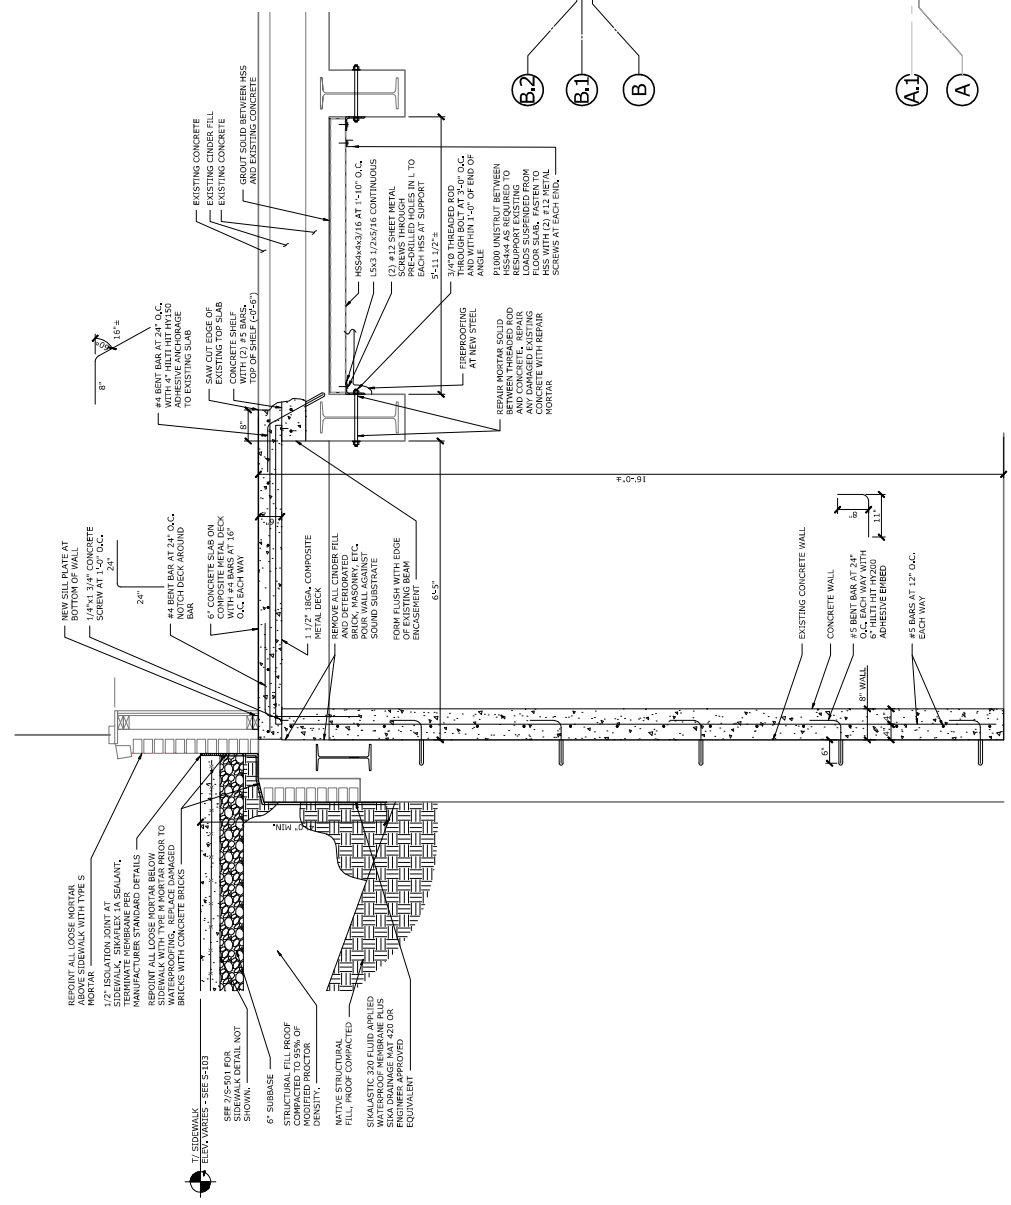 B.2
B.1
B
A.1
A
EXISTING CONCRETE
EXISTING CINDER FILL
EXISTING CONCRETE
GROUT SOLID BETWEEN HSS
AND EXISTING CONCRETE
HSS4x4x3/16 AT 1'-10" O.C.
L5x3 1/2x5/16 CONTINUOUS
(2) #12 SHEET METAL
SCREWS THROUGH
PRE-DRILLED HOLES IN L TO
EACH HSS AT SUPPORT
5'-11 1/2"±
3/4"Ø THREADED ROD
THROUGH BOLT AT 3'-0" O.C.
AND WITHIN 1'-0" OF END OF
ANGLE
P1000 UNISTRUT BETWEEN
HSS4x4 AS REQUIRED TO
RESUPPORT EXISTING
LOADS SUSPENDED FROM
FLOOR SLAB. FASTEN TO
HSS WITH (2) #12 METAL
SCREWS AT EACH END.
8"
60°
16"±
#4 BENT BAR AT 24" O.C.
WITH 4" HILTI HIT HY150
ADHESIVE ANCHORAGE
TO EXISTING SLAB
SAW CUT EDGE OF
EXISTING TOP SLAB
CONCRETE SHELF
WITH (2) #5 BARS.
TOP OF SHELF (-0'-6")
8"
FIREPROOFING
AT NEW STEEL
REPAIR MORTAR SOLID
BETWEEN THREADED ROD
AND CONCRETE. REPAIR
ANY DAMAGED EXISTING
CONCRETE WITH REPAIR
MORTAR
NEW SILL PLATE AT
BOTTOM OF WALL
1/4"x1 3/4" CONCRETE
SCREW AT 1'-0" O.C.
24"
24"
#4 BENT BAR AT 24" O.C.
NOTCH DECK AROUND
BAR
6" CONCRETE SLAB ON
COMPOSITE METAL DECK
WITH #4 BARS AT 16"
O.C. EACH WAY
6"
1 1/2" 18GA. COMPOSITE
METAL DECK
REMOVE ALL CINDER FILL
AND DETERIORATED
BRICK, MASONRY, ETC.
POUR WALL AGAINST
SOUND SUBSTRATE
FORM FLUSH WITH EDGE
OF EXISTING BEAM
ENCASEMENT
6'-5"
16'-0"±
EXISTING CONCRETE WALL
CONCRETE WALL
#5 BENT BAR AT 24"
O.C. EACH WAY WITH
6" HILTI HIT HY200
ADHESIVE EMBED
8"
11"
#5 BARS AT 12" O.C.
EACH WAY
8" WALL
4"
6"
REPOINT ALL LOOSE MORTAR
ABOVE SIDEWALK WITH TYPE S
MORTAR
1/2" ISOLATION JOINT AT
SIDEWALK. SIKAFLEX 1A SEALANT.
TERMINATE MEMBRANE PER
MANUFACTURER STANDARD DETAILS
REPOINT ALL LOOSE MORTAR BELOW
SIDEWALK WITH TYPE M MORTAR PRIOR TO
WATERPROOFING. REPLACE DAMAGED
BRICKS WITH CONCRETE BRICKS
MIN.
T/ SIDEWALK
ELEV. VARIES - SEE S-103
SEE 2/S-501 FOR
SIDEWALK DETAIL NOT
SHOWN.
6" SUBBASE
STRUCTURAL FILL PROOF
COMPACTED TO 95% OF
MODIFIED PROCTOR
DENSITY.
NATIVE STRUCTURAL
FILL, PROOF COMPACTED
SIKALASTIC 320 FLUID APPLIED
WATERPROOF MEMBRANE PLUS
SIKA DRAINAGE MAT 420 OR
ENGINEER APPROVED
EQUIVALENT